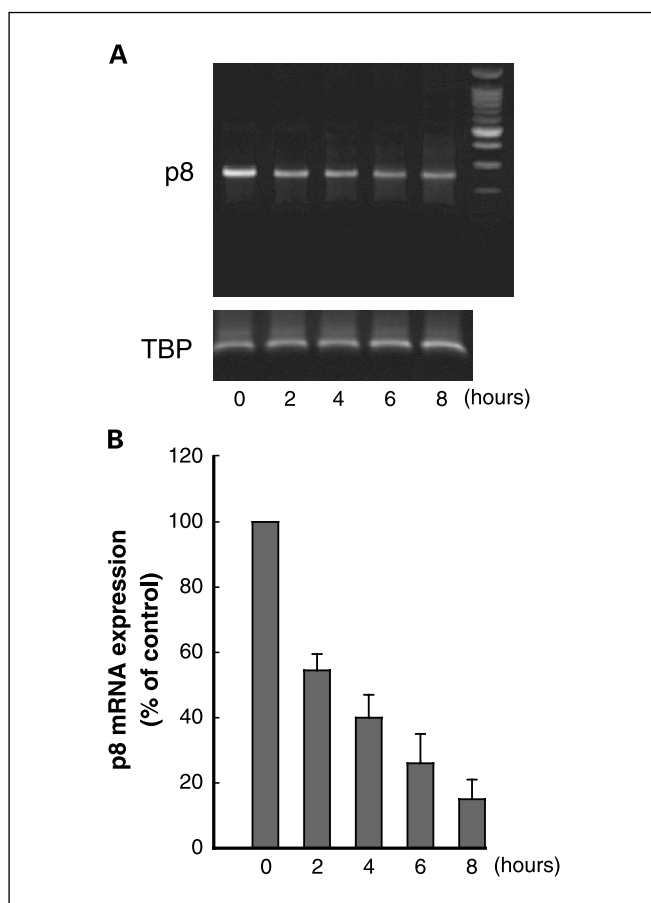 A
p8
TBP
0 2 4 6 8 (hours)
B
p8 mRNA expression
(% of control)
120
100
80
60
40
20
0
0 2 4 6 8 (hours)